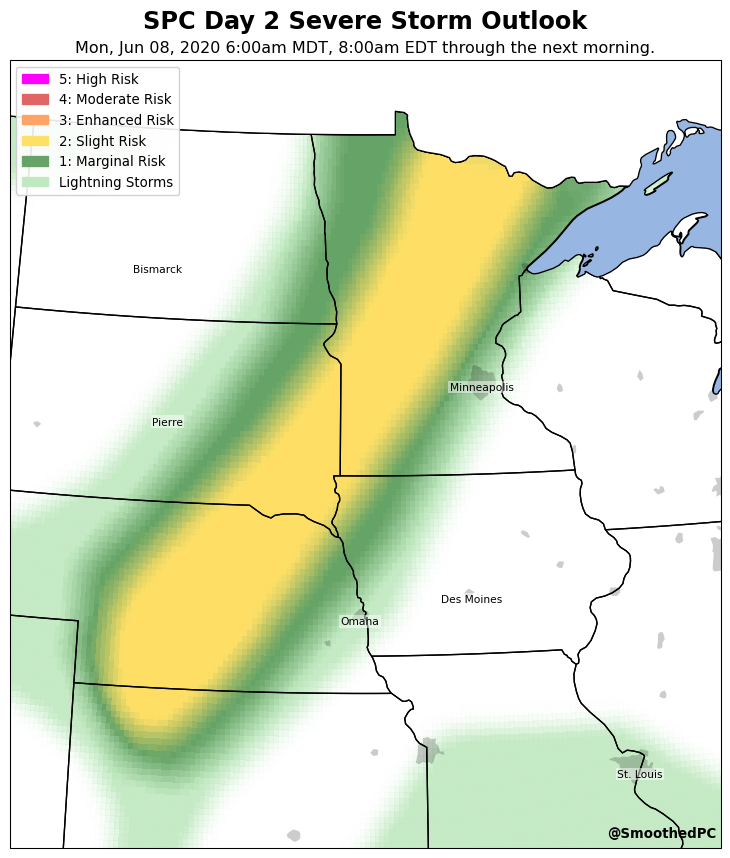 SPC Day 2 Severe Storm Outlook
Mon, Jun 08, 2020 6:00am MDT, 8:00am EDT through the next morning.
5: High Risk
4: Moderate Risk
3: Enhanced Risk
2: Slight Risk
1: Marginal Risk
Lightning Storms
Bismarck
Minneapolis
Pierre
Des Moines
Omaha
St. Louis
@SmoothedPC